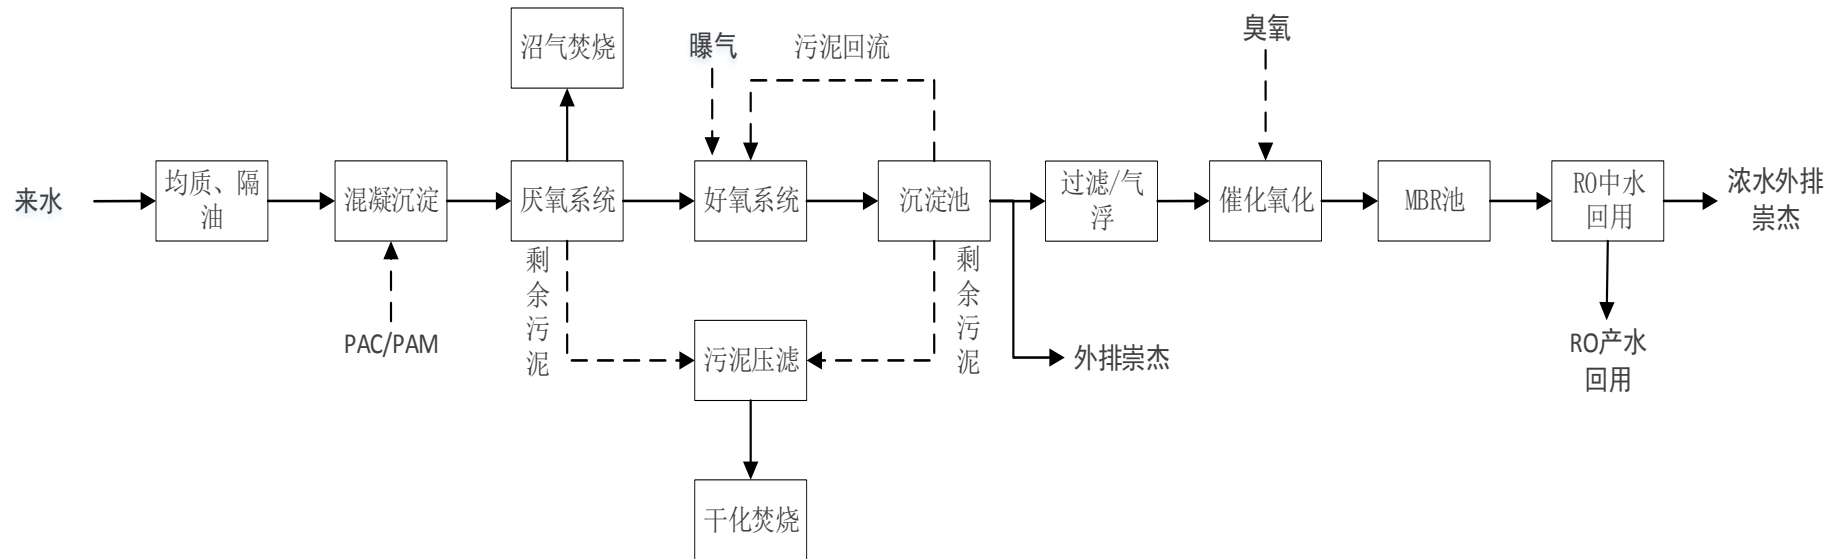 沼气焚烧
曝气
污泥回流
臭氧
来水
均质、隔
油
混凝沉淀
厌氧系统
好氧系统
沉淀池
过滤/气
浮
催化氧化
MBR池
RO中水
回用
浓水外排
崇杰
PAC/PAM
剩
余
污
泥
污泥压滤
剩
余
污
泥
外排崇杰
RO产水
回用
干化焚烧